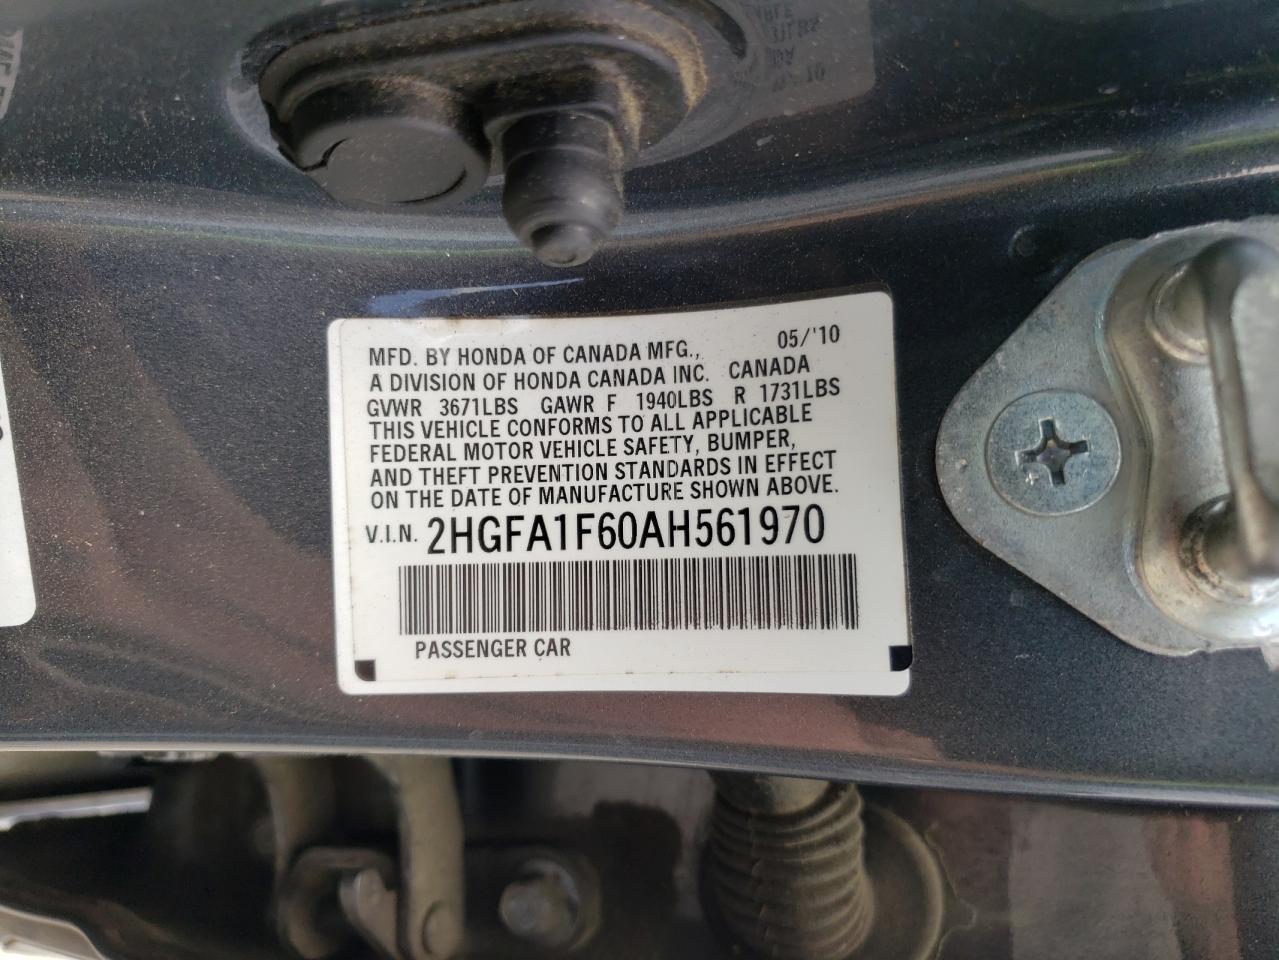 MFD. BY HONDA OF CANADA MFG., 05/'10
A DIVISION OF HONDA CANADA INC. CANADA
GVWR 3671LBS GAWR F 1940LBS R 1731LBS
THIS VEHICLE CONFORMS TO ALL APPLICABLE
FEDERAL MOTOR VEHICLE SAFETY, BUMPER,
AND THEFT PREVENTION STANDARDS IN EFFECT
ON THE DATE OF MANUFACTURE SHOWN ABOVE.
V.I.N. 2HGFA1F60AH561970
PASSENGER CAR